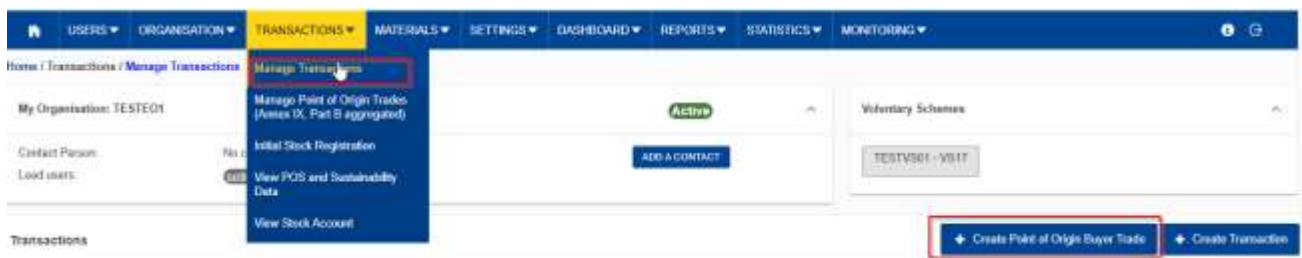 USERS ORGANISATION TRANSACTIONS MATERIALS SETTINGS DASHBOARD REPORTS STATISTICS MONITORING
Home / Transactions / Manage Transactions
Manage Transactions
Manage Point of Origin Trades
(Annex IX, Part B aggregated)
Initial Stock Registration
View POS and Sustainability
Data
View Stock Account
My Organisation: TESTEO1
Active
Contact Person:
No
ADD A CONTACT
Lead users:
Voluntary Schemes
TESTVS01 - VS17
Transactions
+ Create Point of Origin Buyer Trade
+ Create Transaction